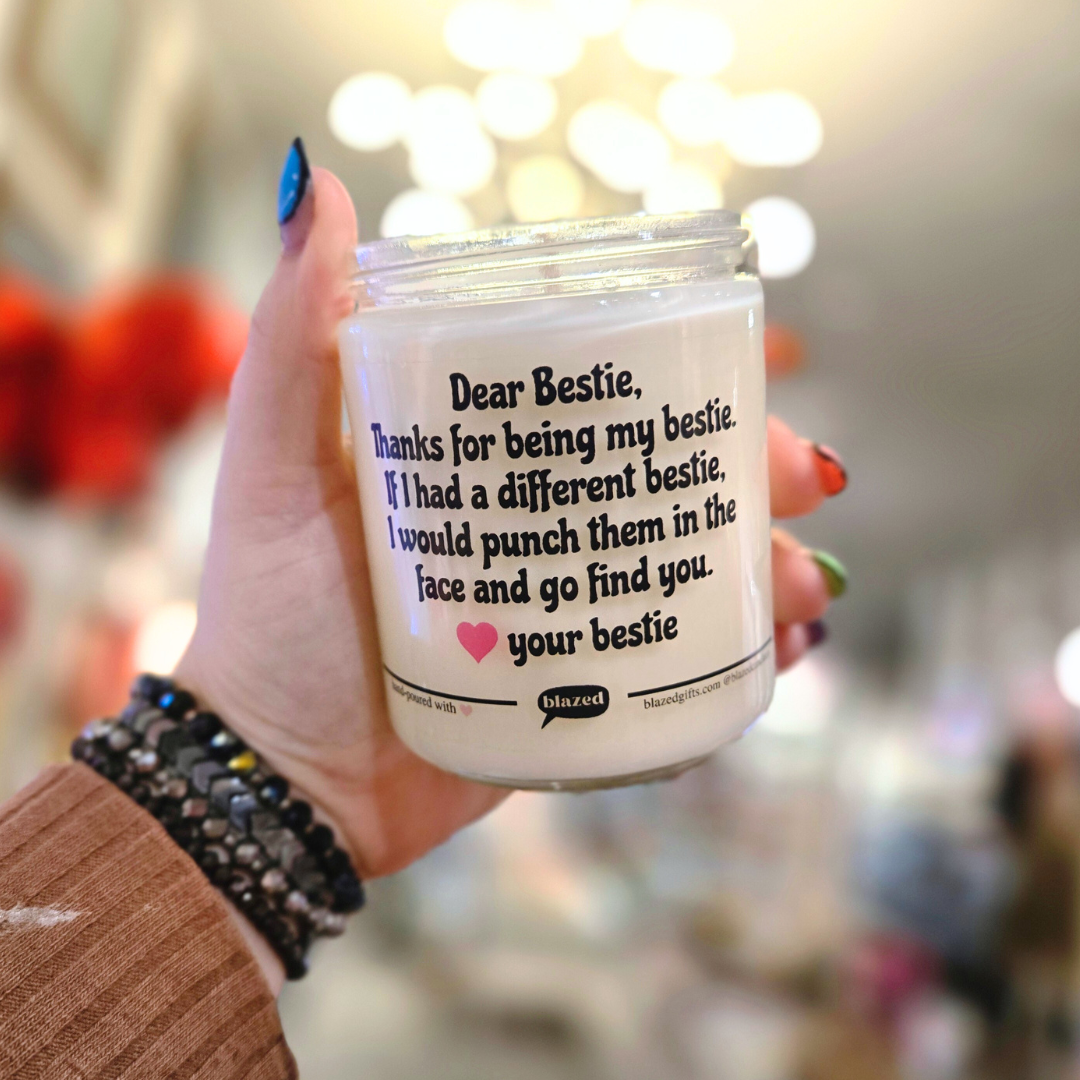 Dear Bestie,
Thanks for being my bestie.
If I had a different bestie,
I would punch them in the
face and go find you.
your bestie
hand-poured with
blazed
blazedgifts.com